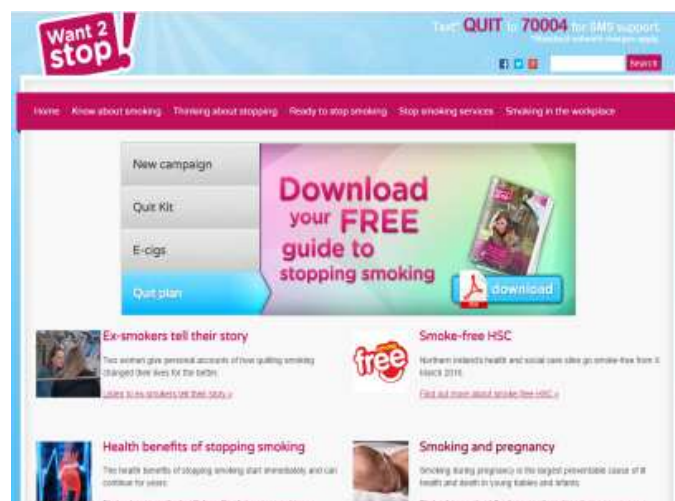 Want 2
stop!
Text* QUIT to 70004 for SMS support.
*Standard network charges apply.
Search
Home Know about smoking Thinking about stopping Ready to stop smoking Stop smoking services Smoking in the workplace
New campaign
Quit Kit
E-cigs
Quit plan
Download
your FREE
guide to
stopping smoking
download
Ex-smokers tell their story
Two women give personal accounts of how quitting smoking
changed their lives for the better.
Listen to ex-smokers tell their story »
free
Smoke-free HSC
Northern Ireland's health and social care sites go smoke-free from 9
March 2016.
Find out more about smoke-free HSC »
Health benefits of stopping smoking
The health benefits of stopping smoking start immediately and can
continue for years.
Smoking and pregnancy
Smoking during pregnancy is the largest preventable cause of ill
health and death in young babies and infants.